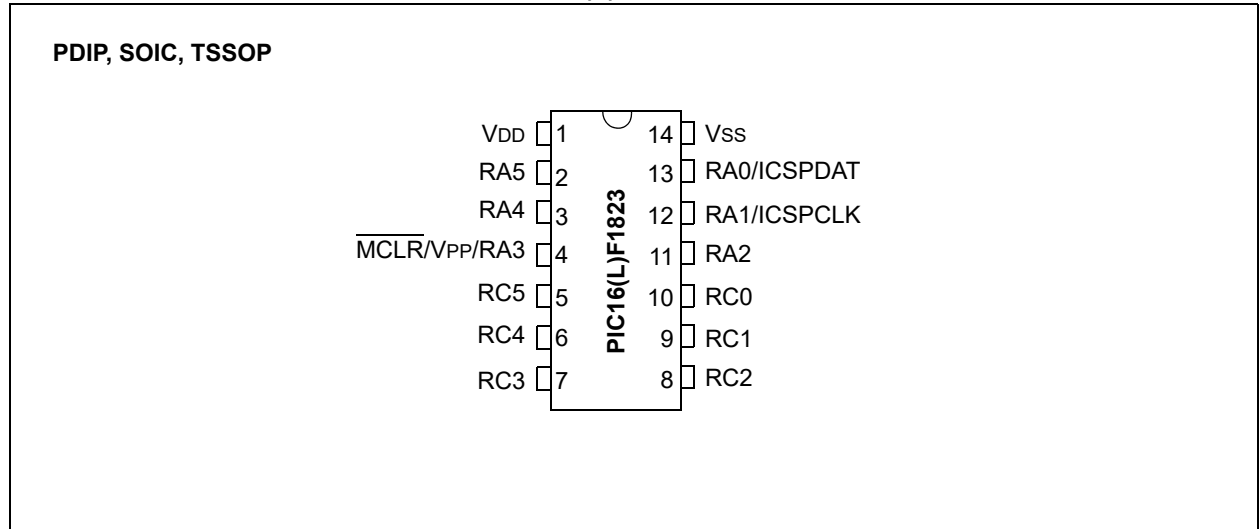 PDIP, SOIC, TSSOP
VDD 1 14 VSS
RA5 2 13 RA0/ICSPDAT
RA4 3 12 RA1/ICSPCLK
MCLR/VPP/RA3 4 11 RA2
RC5 5 10 RC0
RC4 6 9 RC1
RC3 7 8 RC2
PIC16(L)F1823